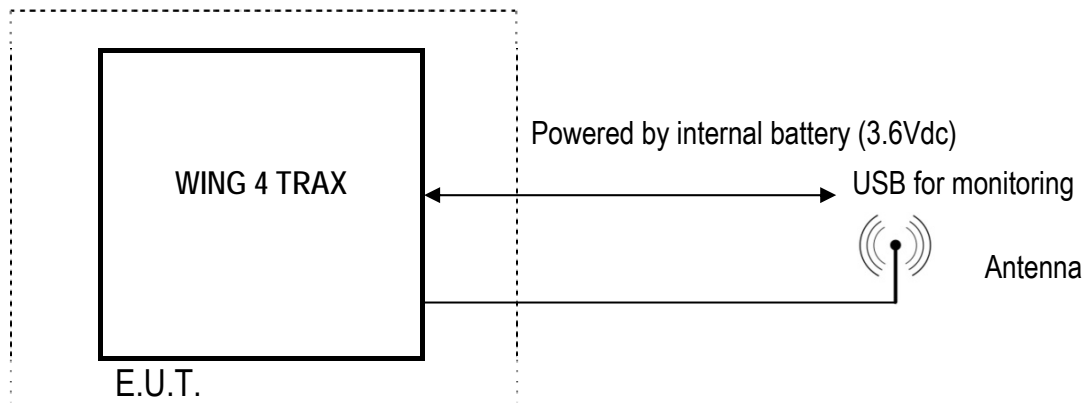 Powered by internal battery (3.6Vdc)
WING 4 TRAX
USB for monitoring
Antenna
E.U.T.